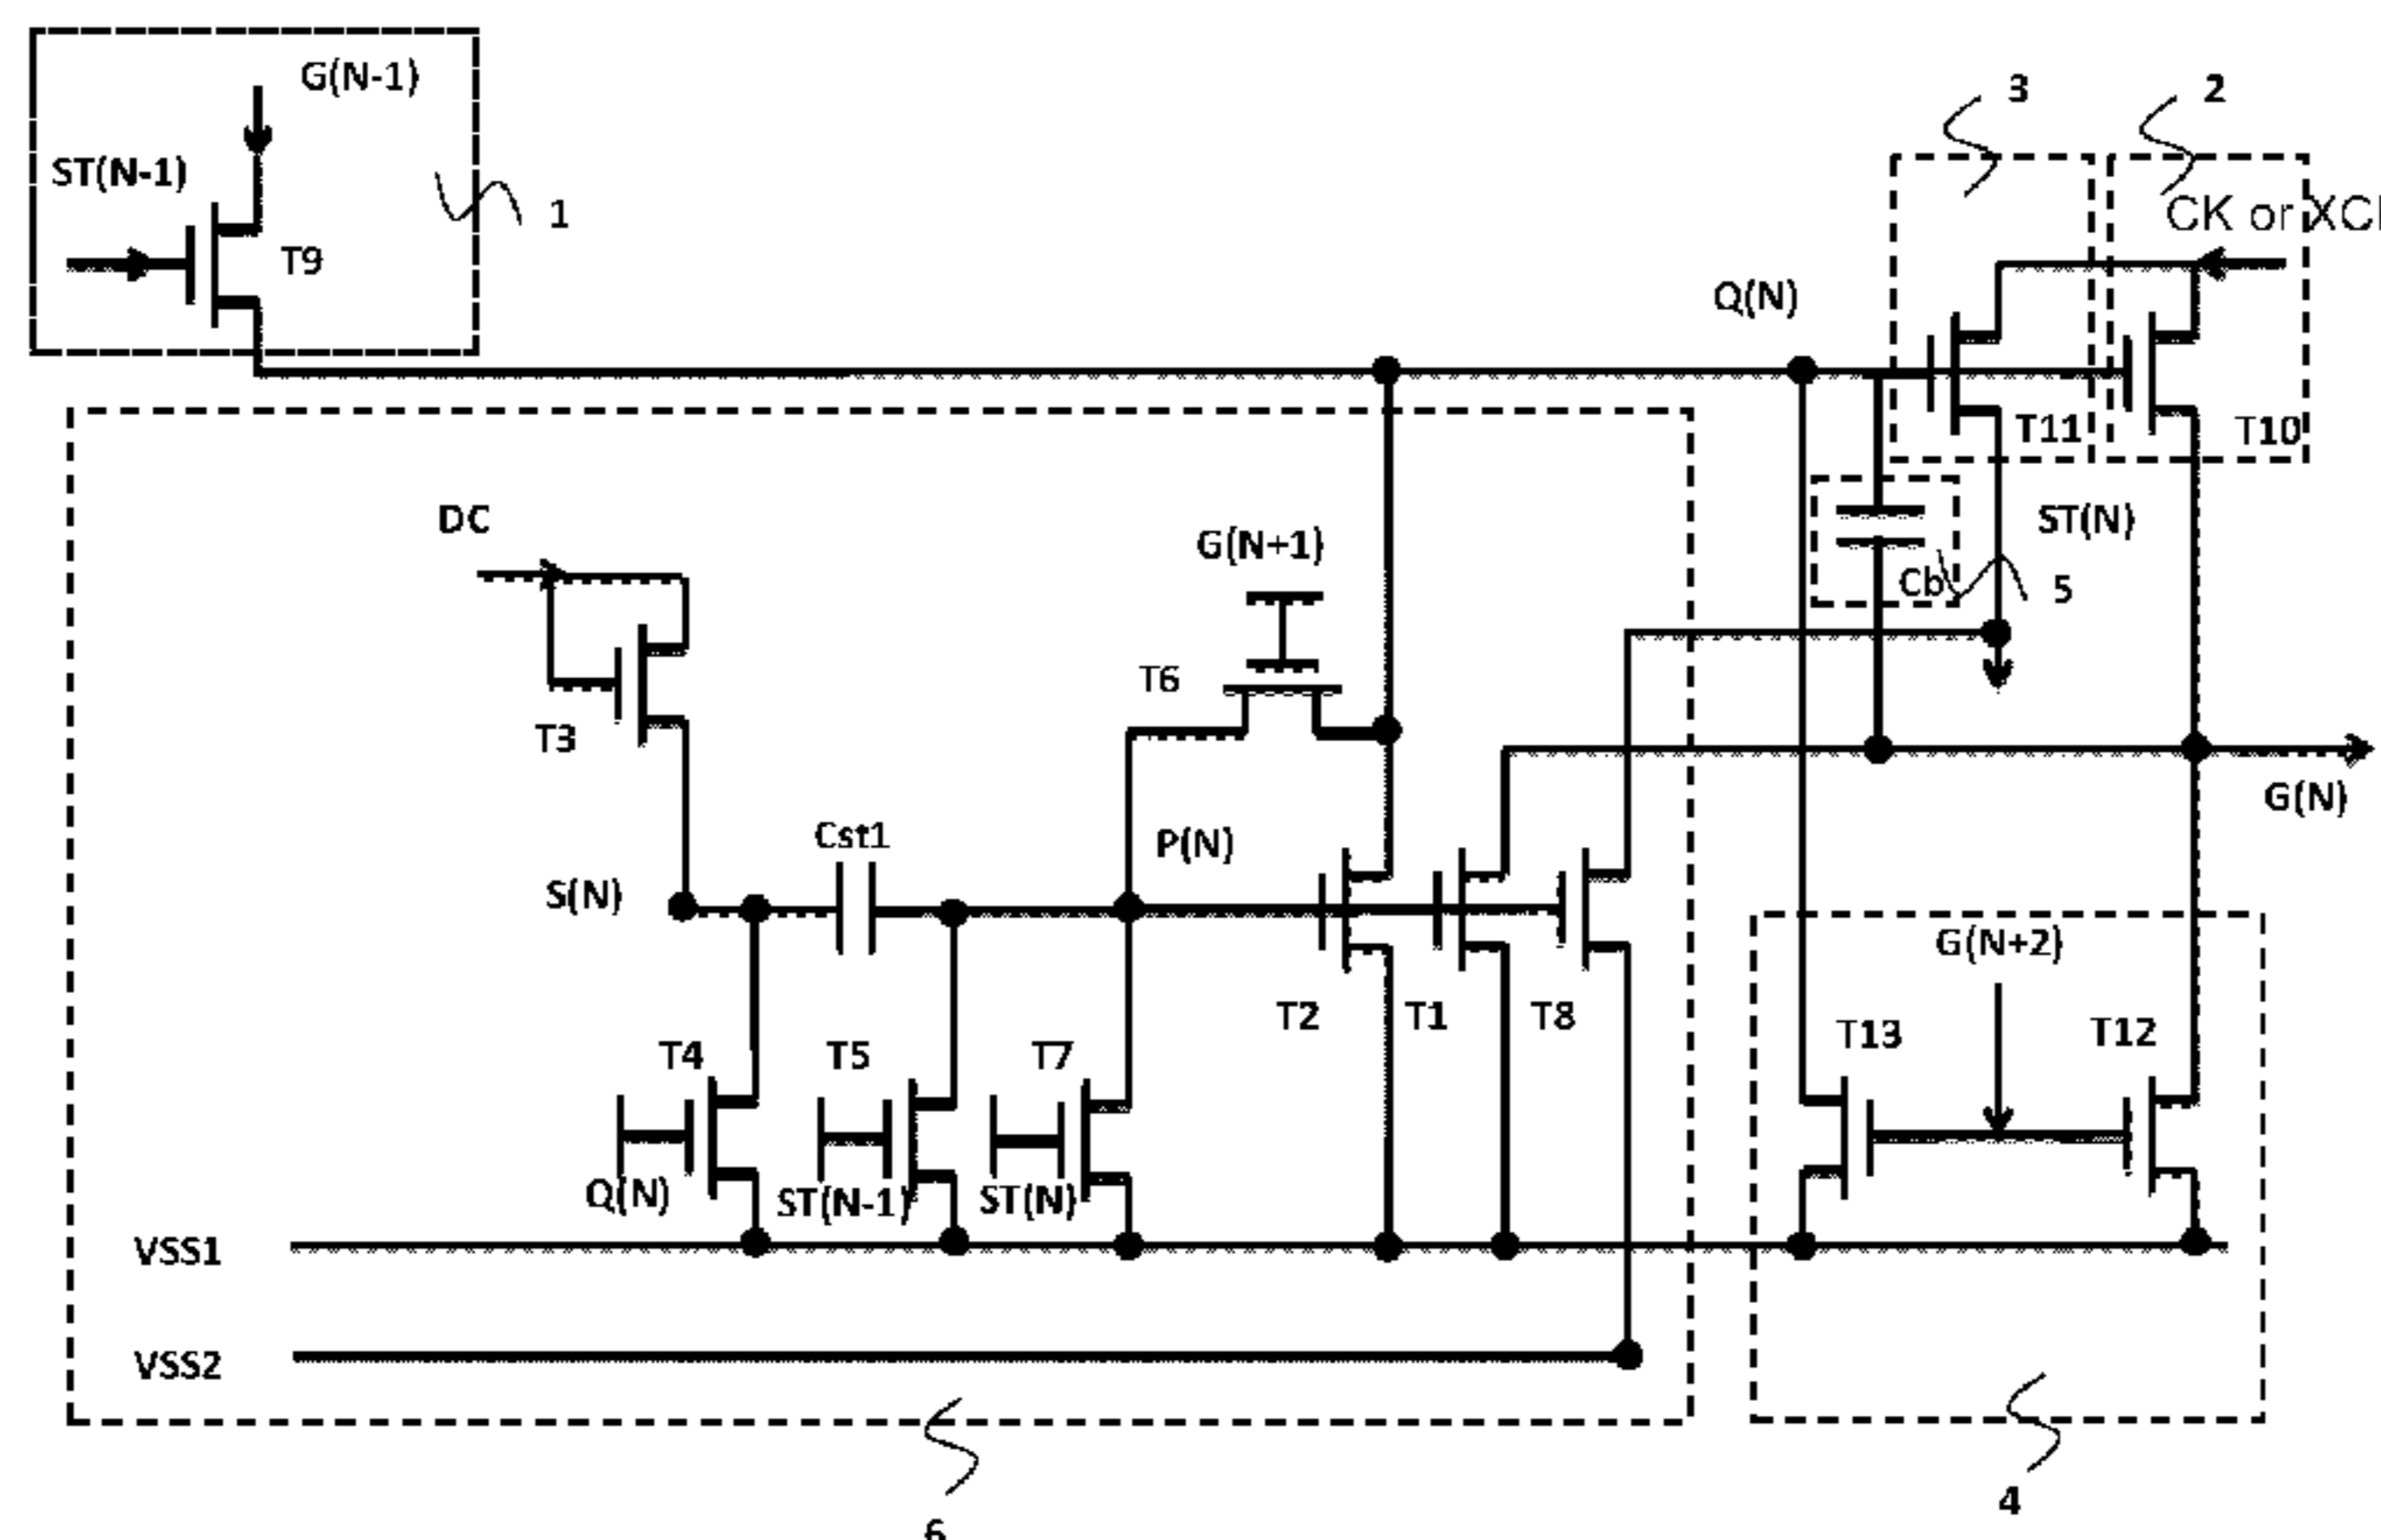 G(N-1)
3
2
ST(N-1)
1
CK or XCK
T9
Q(N)
T11
T10
DC
G(N+1)
ST(N)
Cb
5
T6
T3
G(N)
Cst1
P(N)
S(N)
G(N+2)
T2
T1
T8
T13
T12
T4
T5
T7
Q(N)
ST(N-1)
ST(N)
VSS1
VSS2
4
6